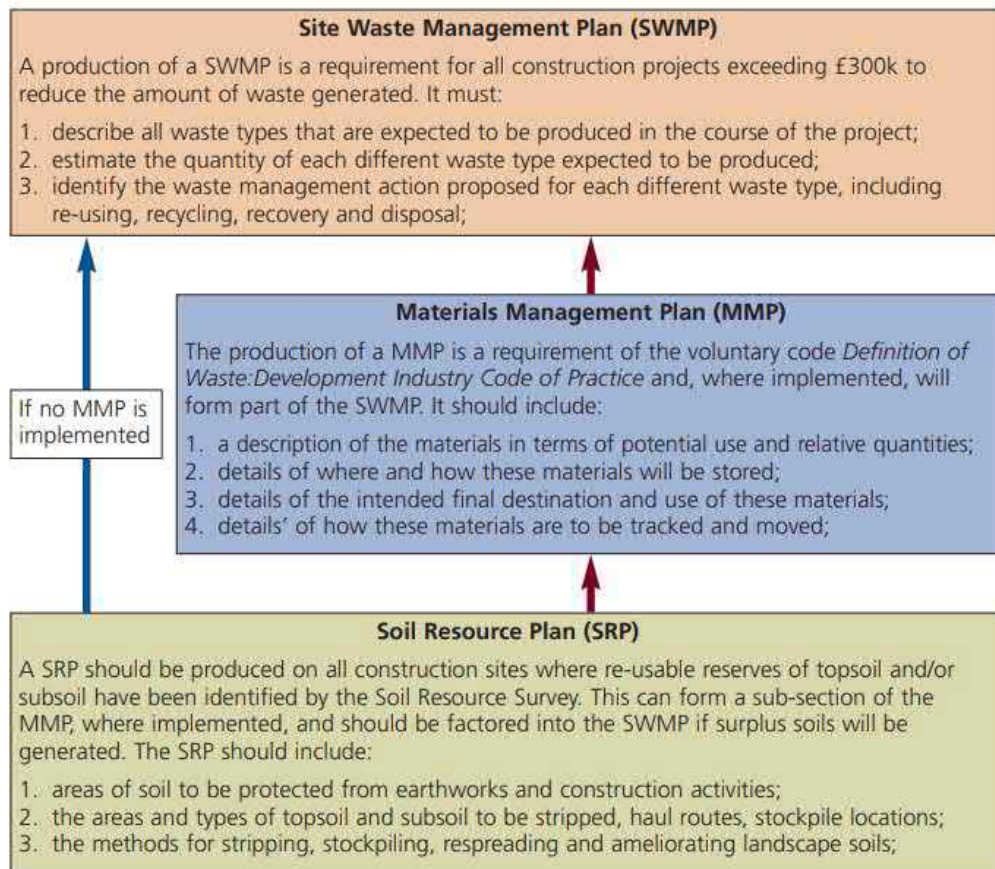 Site Waste Management Plan (SWMP)
A production of a SWMP is a requirement for all construction projects exceeding £300k to
reduce the amount of waste generated. It must:
1. describe all waste types that are expected to be produced in the course of the project;
2. estimate the quantity of each different waste type expected to be produced;
3. identify the waste management action proposed for each different waste type, including
re-using, recycling, recovery and disposal;
If no MMP is
implemented
Materials Management Plan (MMP)
The production of a MMP is a requirement of the voluntary code Definition of
Waste:Development Industry Code of Practice and, where implemented, will
form part of the SWMP. It should include:
1. a description of the materials in terms of potential use and relative quantities;
2. details of where and how these materials will be stored;
3. details of the intended final destination and use of these materials;
4. details' of how these materials are to be tracked and moved;
Soil Resource Plan (SRP)
A SRP should be produced on all construction sites where re-usable reserves of topsoil and/or
subsoil have been identified by the Soil Resource Survey. This can form a sub-section of the
MMP, where implemented, and should be factored into the SWMP if surplus soils will be
generated. The SRP should include:
1. areas of soil to be protected from earthworks and construction activities;
2. the areas and types of topsoil and subsoil to be stripped, haul routes, stockpile locations;
3. the methods for stripping, stockpiling, respreading and ameliorating landscape soils;